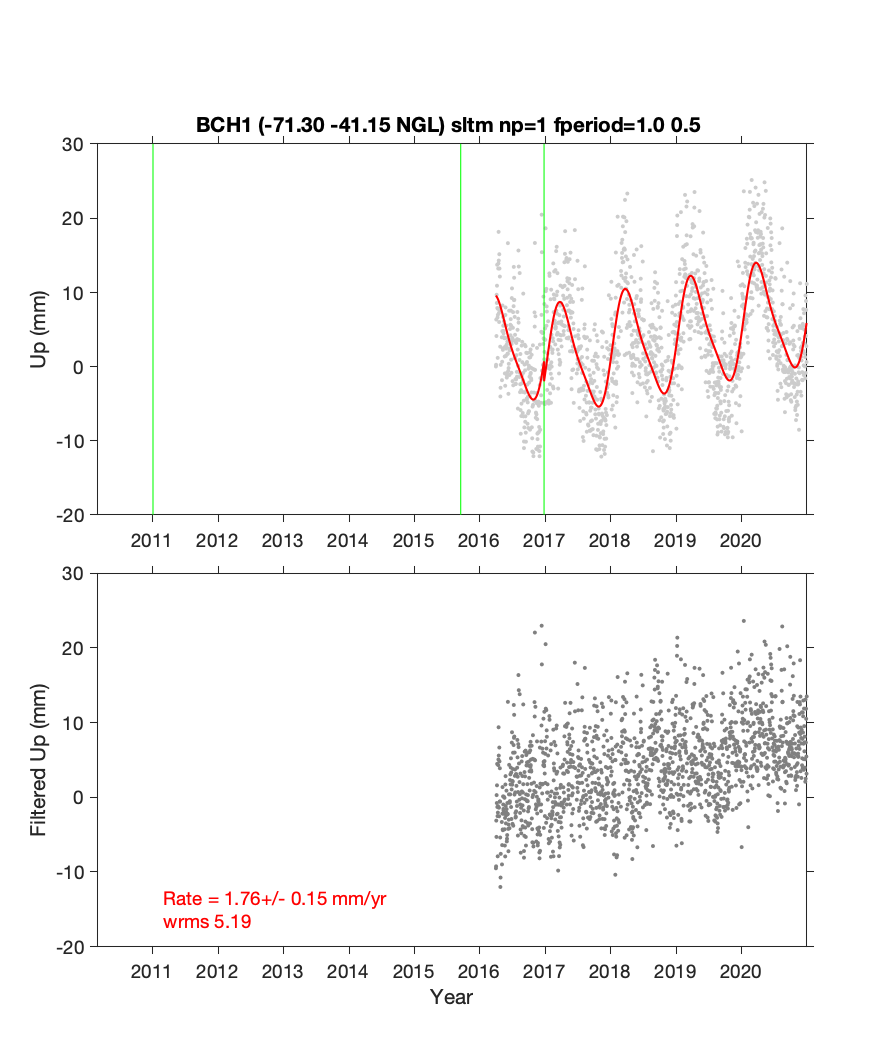 BCH1 (-71.30 -41.15 NGL) sltm np=1 fperiod=1.0 0.5
30
20
10
0
-10
-20
Up (mm)
2011 2012 2013 2014 2015 2016 2017 2018 2019 2020
30
20
10
0
-10
-20
Filtered Up (mm)
Rate = 1.76+/- 0.15 mm/yr
wrms 5.19
2011 2012 2013 2014 2015 2016 2017 2018 2019 2020
Year